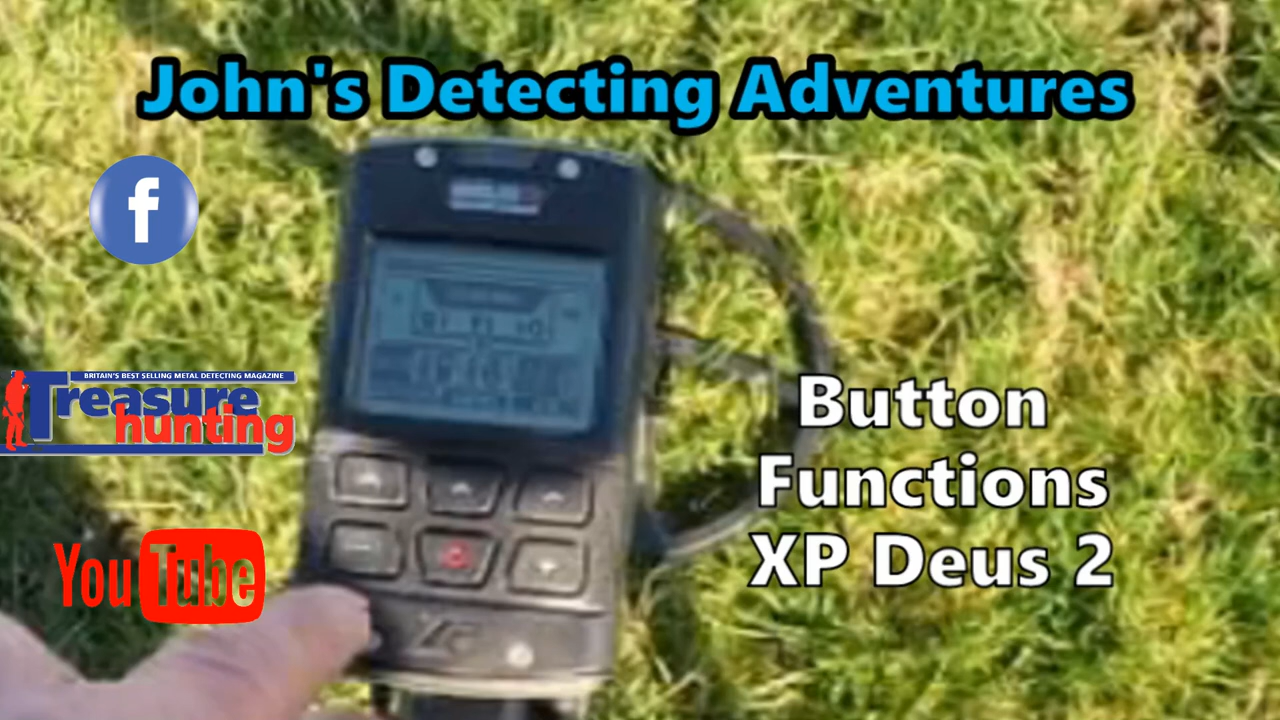 John's Detecting Adventures
f
BRITAIN'S BEST SELLING METAL DETECTING MAGAZINE
Treasure
hunting
YouTube
Button
Functions
XP Deus 2